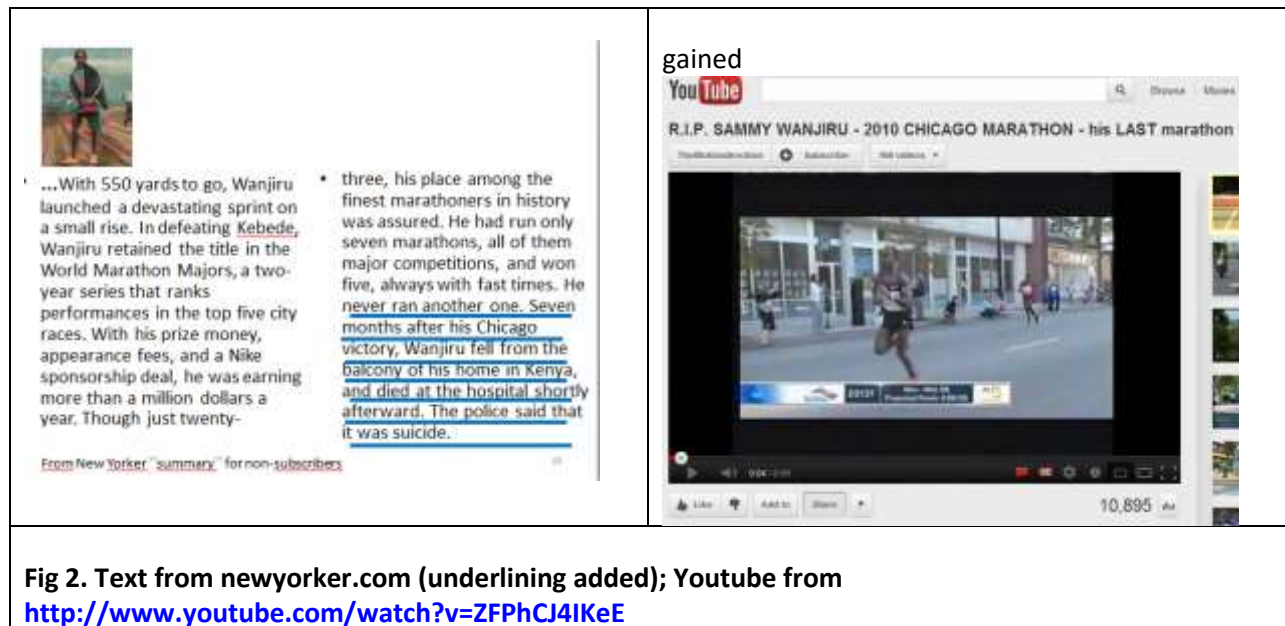 ...With 550 yards to go, Wanjiru
launched a devastating sprint on
a small rise. In defeating Kebede,
Wanjiru retained the title in the
World Marathon Majors, a two-
year series that ranks
performances in the top five city
races. With his prize money,
appearance fees, and a Nike
sponsorship deal, he was earning
more than a million dollars a
year. Though just twenty-
• three, his place among the
finest marathoners in history
was assured. He had run only
seven marathons, all of them
major competitions, and won
five, always with fast times. He
never ran another one. Seven
months after his Chicago
victory, Wanjiru fell from the
balcony of his home in Kenya,
and died at the hospital shortly
afterward. The police said that
it was suicide.
From New Yorker "summary" for non-subscribers
gained
YouTube
Browse Movies
R.I.P. SAMMY WANJIRU - 2010 CHICAGO MARATHON - his LAST marathon
Subscribe
Like Add to Share
10,895
Fig 2. Text from newyorker.com (underlining added); Youtube from
http://www.youtube.com/watch?v=ZFPhCJ4IKeE